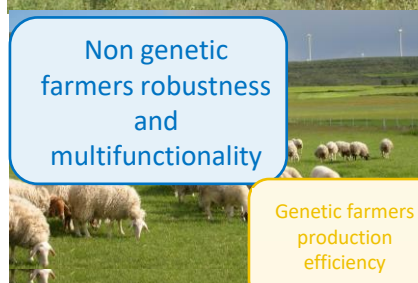 Non genetic
farmers robustness
and
multifunctionality
Genetic farmers
production
efficiency